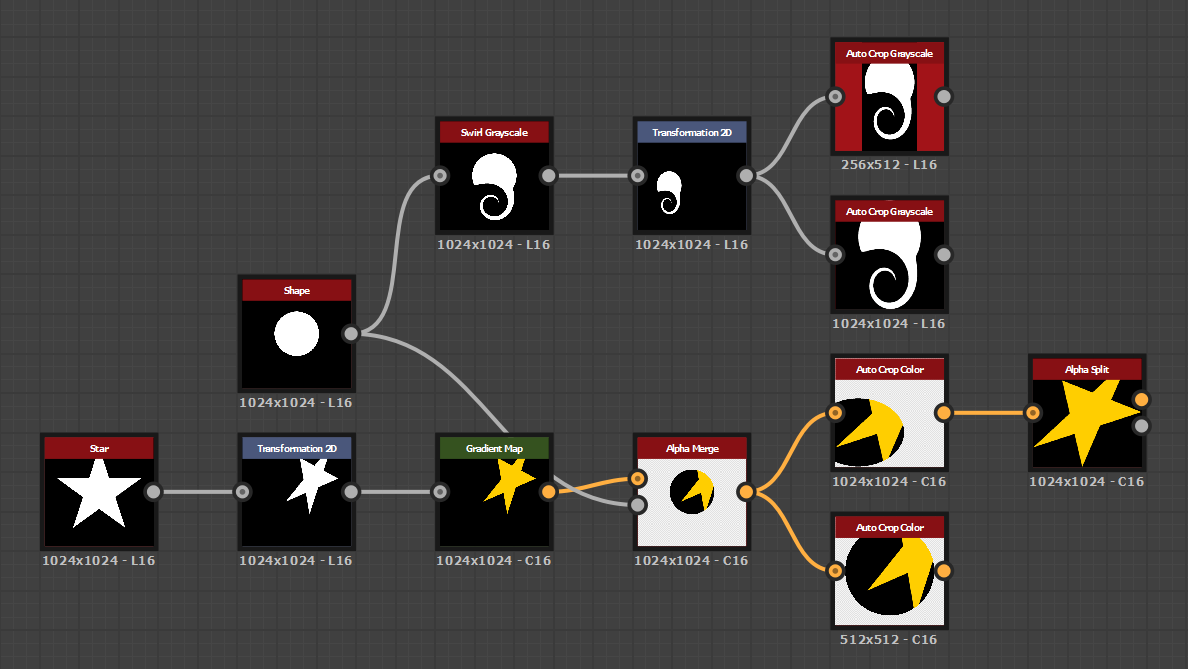 Auto Crop Grayscale
256x512 - L16
Swirl Grayscale
1024x1024 - L16
Transformation 2D
1024x1024 - L16
Auto Crop Grayscale
1024x1024 - L16
Shape
1024x1024 - L16
Auto Crop Color
1024x1024 - C16
Alpha Split
1024x1024 - C16
Star
1024x1024 - L16
Transformation 2D
1024x1024 - L16
Gradient Map
1024x1024 - C16
Alpha Merge
1024x1024 - C16
Auto Crop Color
512x512 - C16